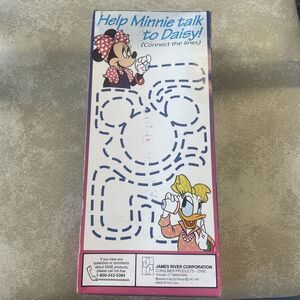 Help Minnie talk
to Daisy!
(Connect the lines)
If you have any
questions or comments
about DIXIE products,
please call toll-free
1-800-243-5384
JAMES RIVER CORPORATION
CONSUMER PRODUCTS - DIXIE
MADE IN THE U.S.A.